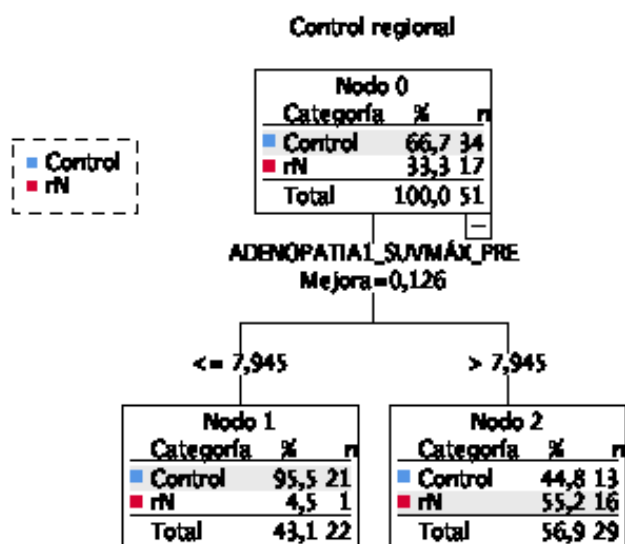 Control regional
Nodo 0
Categoría % n
Control 66,7 34
rN 33,3 17
Total 100,0 51
Control
rN
ADENOPATIA1_SUVMÁX_PRE
Mejora=0,126
<= 7,945
> 7,945
Nodo 1
Categoría % n
Control 95,5 21
rN 4,5 1
Total 43,1 22
Nodo 2
Categoría % n
Control 44,8 13
rN 55,2 16
Total 56,9 29